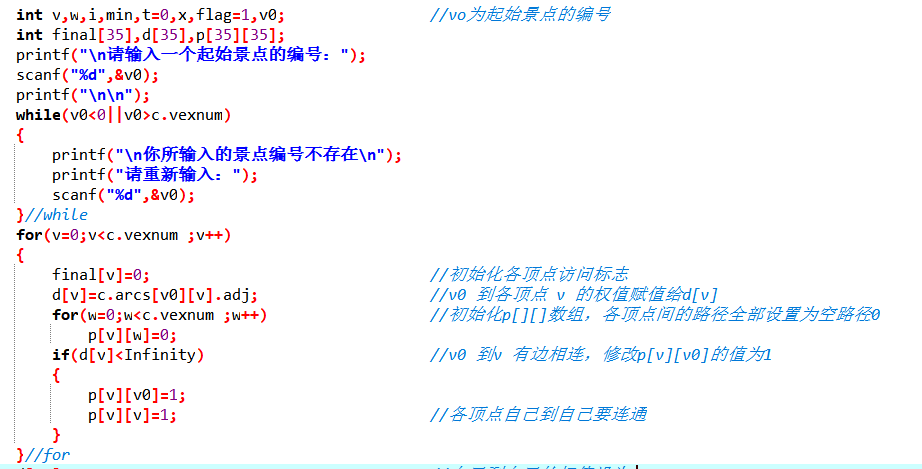 int v,w,i,min,t=0,x,flag=1,v0; //vo为起始景点的编号
int final[35],d[35],p[35][35];
printf("\n请输入一个起始景点的编号：");
scanf("%d",&v0);
printf("\n\n");
while(v0<0||v0>c.vexnum)
{
printf("\n你所输入的景点编号不存在\n");
printf("请重新输入：");
scanf("%d",&v0);
}//while
for(v=0;v<c.vexnum ;v++)
{
final[v]=0; //初始化各顶点访问标志
d[v]=c.arcs[v0][v].adj; //v0 到各顶点 v 的权值赋值给d[v]
for(w=0;w<c.vexnum ;w++) //初始化p[][]数组，各顶点间的路径全部设置为空路径0
p[v][w]=0;
if(d[v]<Infinity) //v0 到v 有边相连，修改p[v][v0]的值为1
{
p[v][v0]=1;
p[v][v]=1; //各顶点自己到自己要连通
}
}//for